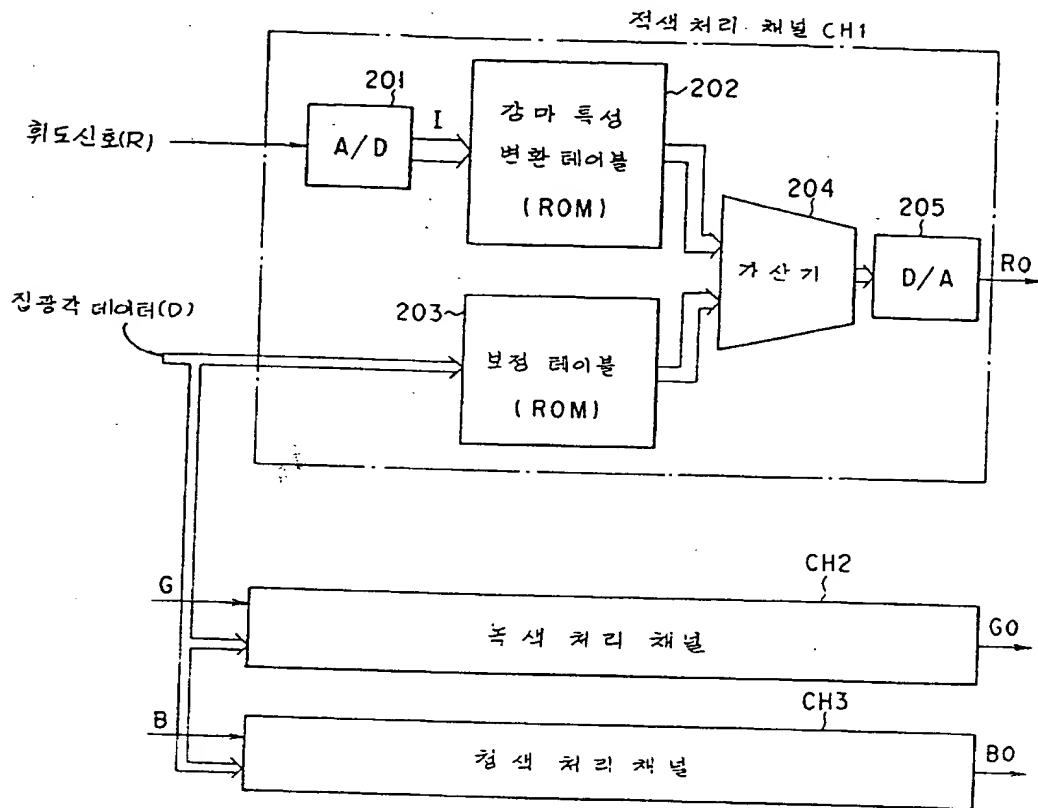 적색 처리 채널 CH1
201
202
휘도신호(R)
A/D
I
감마 특성
변환 테이블
(ROM)
204
205
가산기
D/A
RO
집광각 데이터(D)
203
보정 테이블
(ROM)
CH2
G
녹색 처리 채널
GO
CH3
B
청색 처리 채널
BO